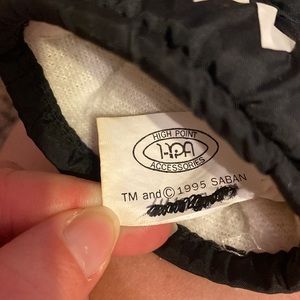 HIGH POINT
HPA
ACCESSORIES
TM and © 1995 SABAN